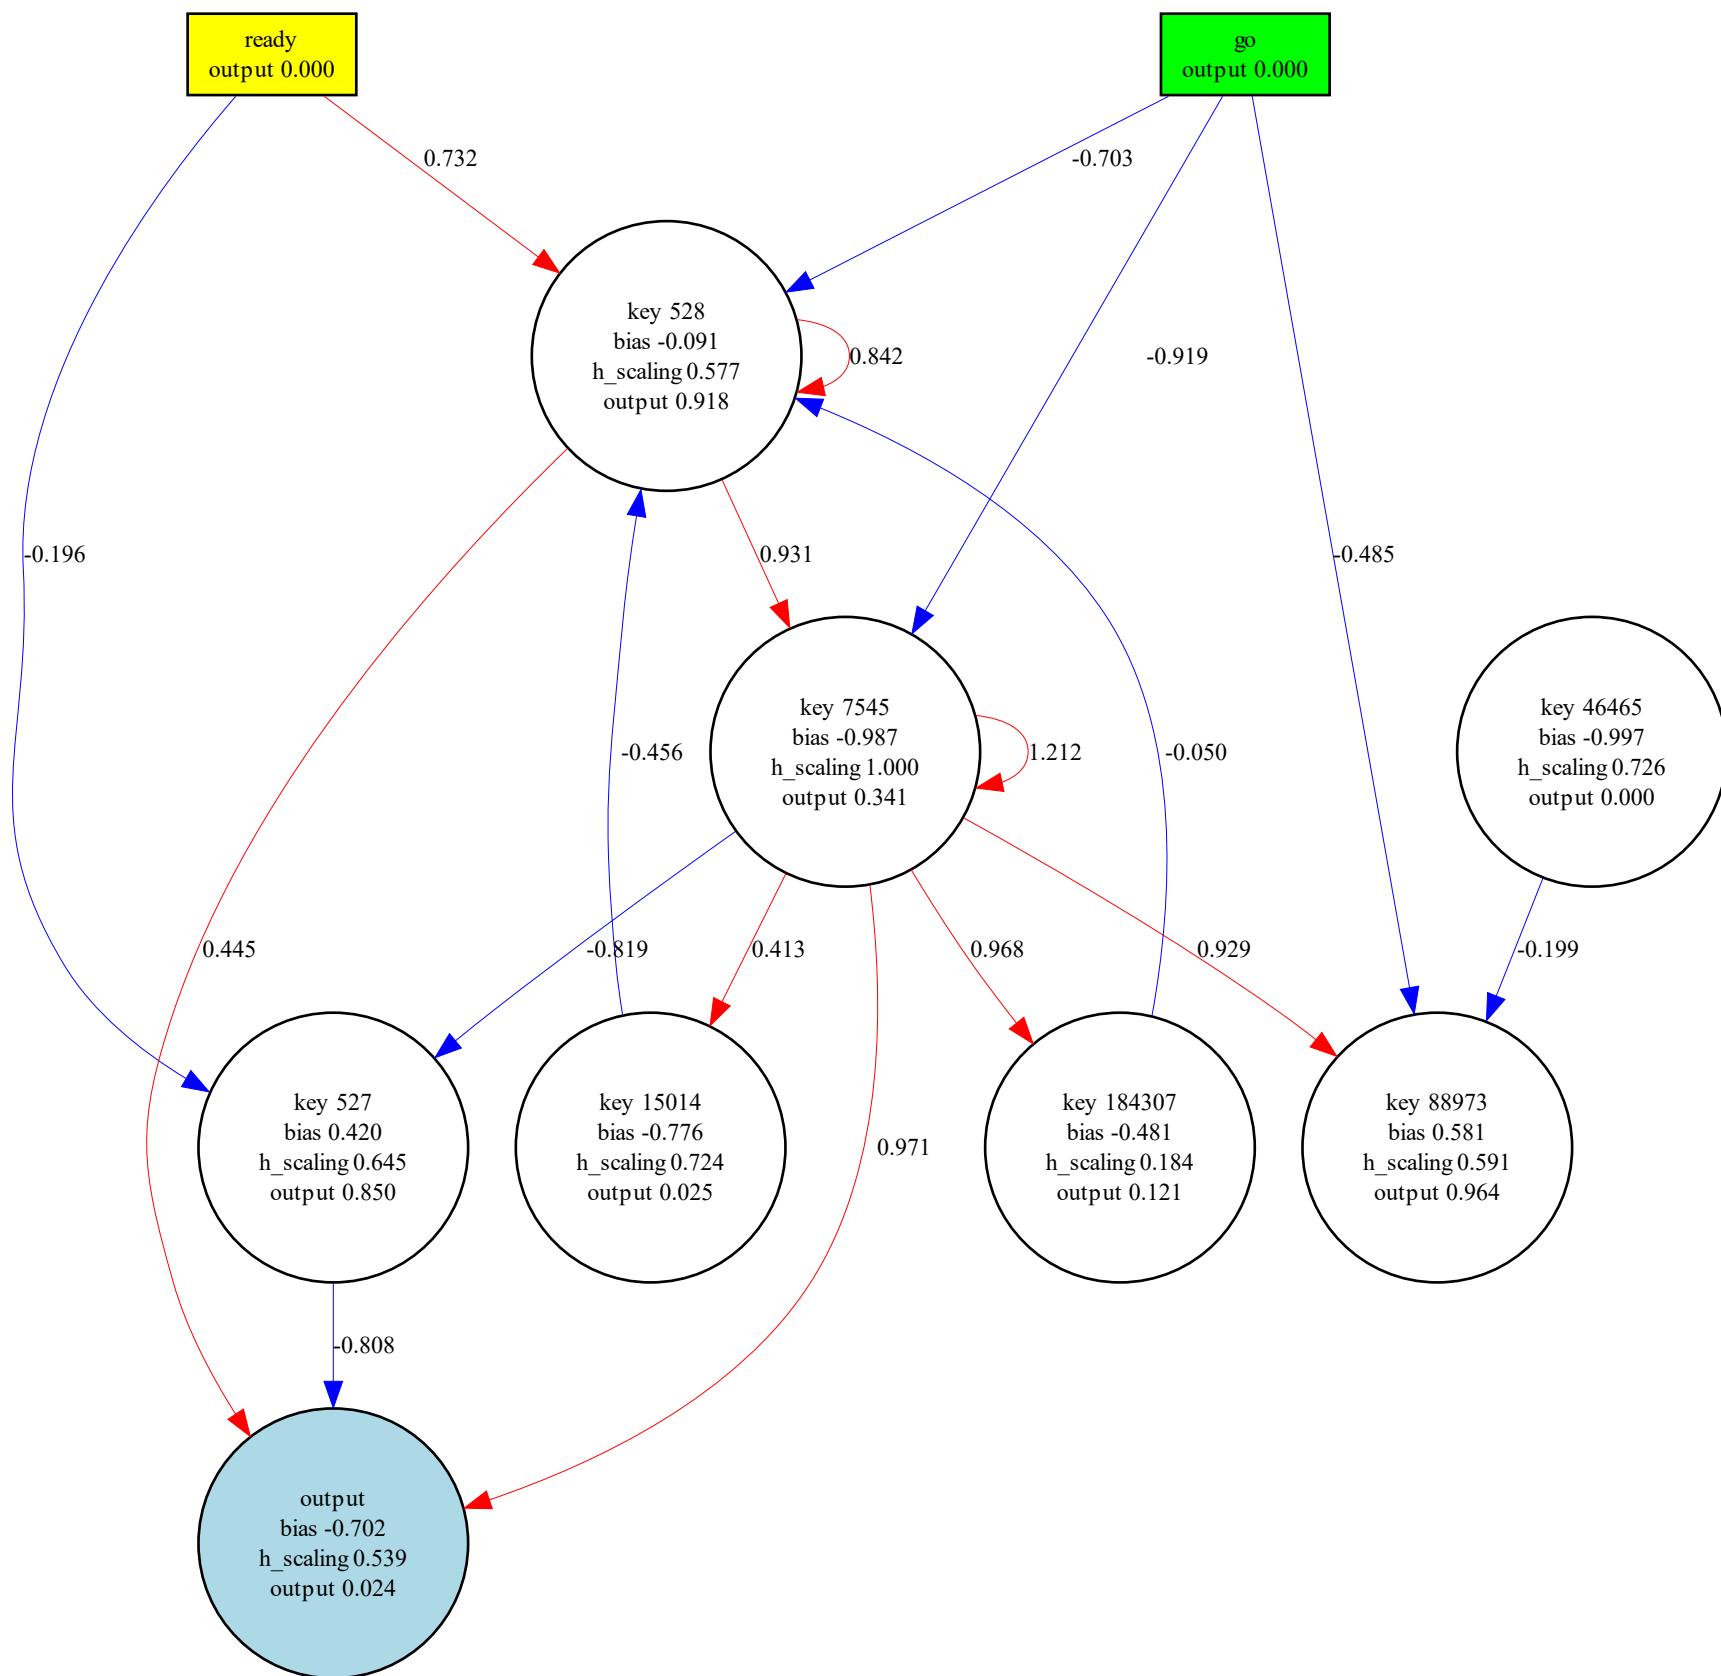 ready
output 0.000
go
output 0.000
0.732
-0.703
key 528
bias -0.091
h_scaling 0.577
output 0.918
0.842
-0.919
-0.196
0.931
-0.485
key 7545
bias -0.987
h_scaling 1.000
output 0.341
1.212
-0.456
-0.050
key 46465
bias -0.997
h_scaling 0.726
output 0.000
0.445
-0.819
0.413
0.968
0.929
-0.199
key 527
bias 0.420
h_scaling 0.645
output 0.850
key 15014
bias -0.776
h_scaling 0.724
output 0.025
0.971
key 184307
bias -0.481
h_scaling 0.184
output 0.121
key 88973
bias 0.581
h_scaling 0.591
output 0.964
-0.808
output
bias -0.702
h_scaling 0.539
output 0.024